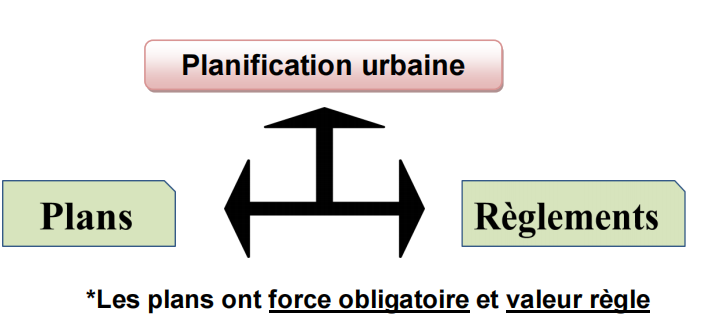 Planification urbaine
Plans
Règlements
*Les plans ont force obligatoire et valeur règle